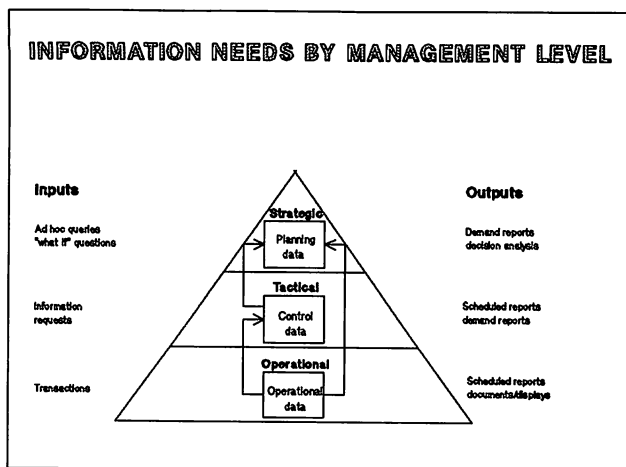 INFORMATION NEEDS BY MANAGEMENT LEVEL
Inputs
Outputs
Strategic
Ad hoc queries
"what if" questions
Planning
data
Demand reports
decision analysis
Tactical
Information
requests
Control
data
Scheduled reports
demand reports
Operational
Transactions
Operational
data
Scheduled reports
documents/displays